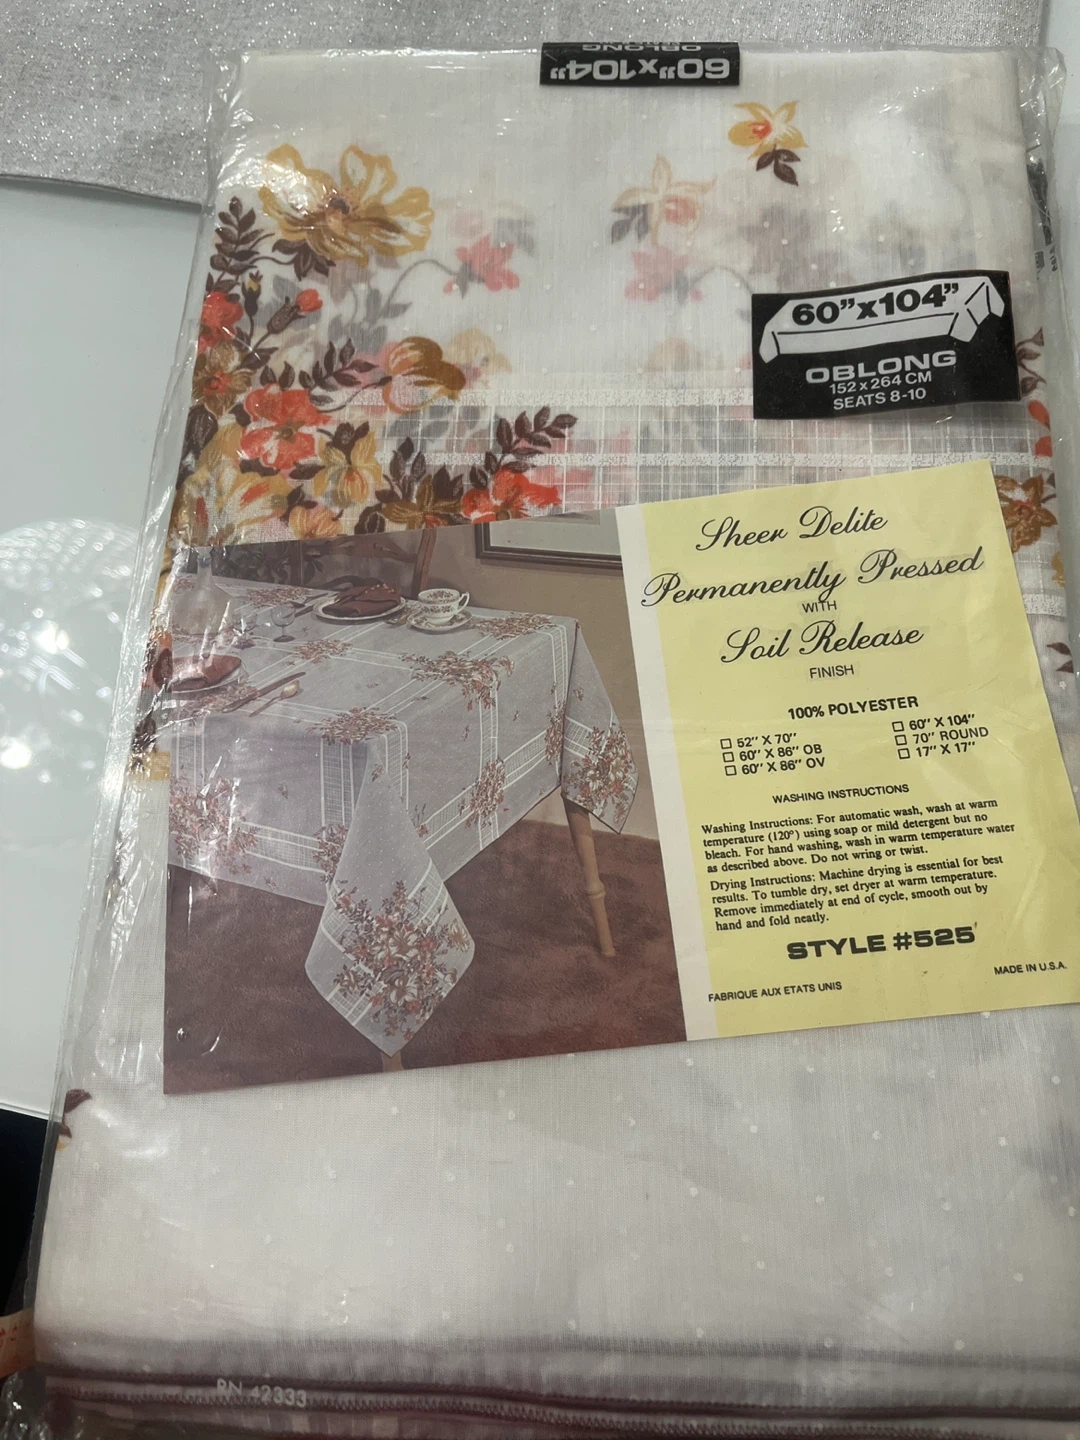 60"x104"
OBLONG
60"x104"
OBLONG
152 x 264 CM
SEATS 8-10
Sheer Delite
Permanently Pressed
WITH
Soil Release
FINISH
100% POLYESTER
☐ 52" X 70"
☐ 60" X 86" OB
☐ 60" X 86" OV
☐ 60" X 104"
☐ 70" ROUND
☐ 17" X 17"
WASHING INSTRUCTIONS
Washing Instructions: For automatic wash, wash at warm
temperature (120°) using soap or mild detergent but no
bleach. For hand washing, wash in warm temperature water
as described above. Do not wring or twist.
Drying Instructions: Machine drying is essential for best
results. To tumble dry, set dryer at warm temperature.
Remove immediately at end of cycle, smooth out by
hand and fold neatly.
STYLE #525
MADE IN U.S.A.
FABRIQUE AUX ETATS UNIS
RN 42333